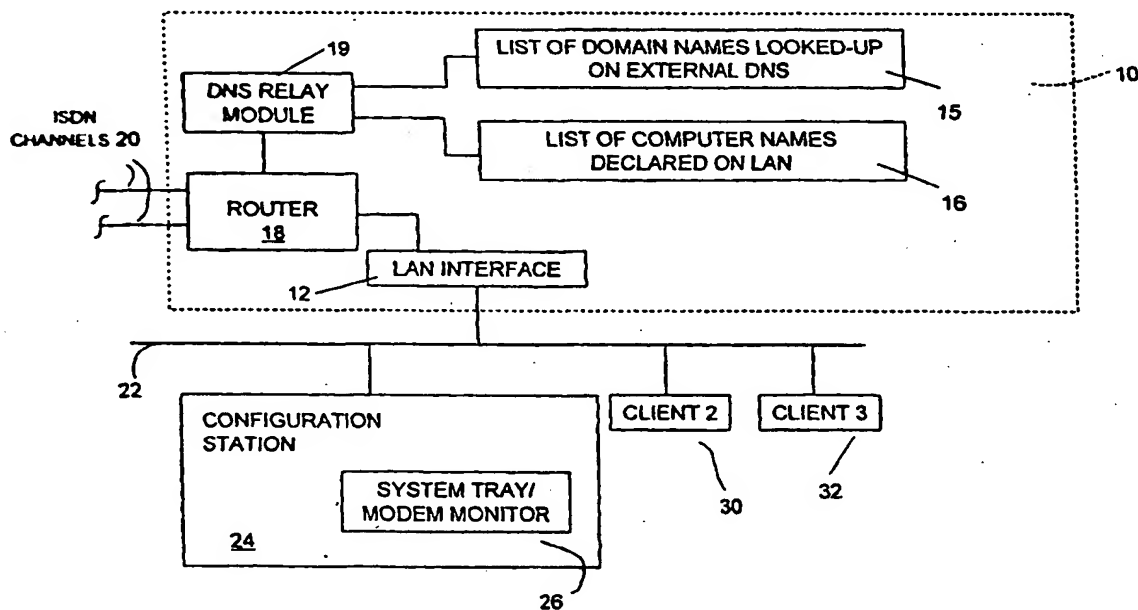 19
LIST OF DOMAIN NAMES LOOKED-UP
ON EXTERNAL DNS
10
DNS RELAY
MODULE
15
ISDN
CHANNELS 20
LIST OF COMPUTER NAMES
DECLARED ON LAN
16
ROUTER
18
LAN INTERFACE
12
22
CONFIGURATION
STATION
CLIENT 2
CLIENT 3
30
32
SYSTEM TRAY/
MODEM MONITOR
24
26